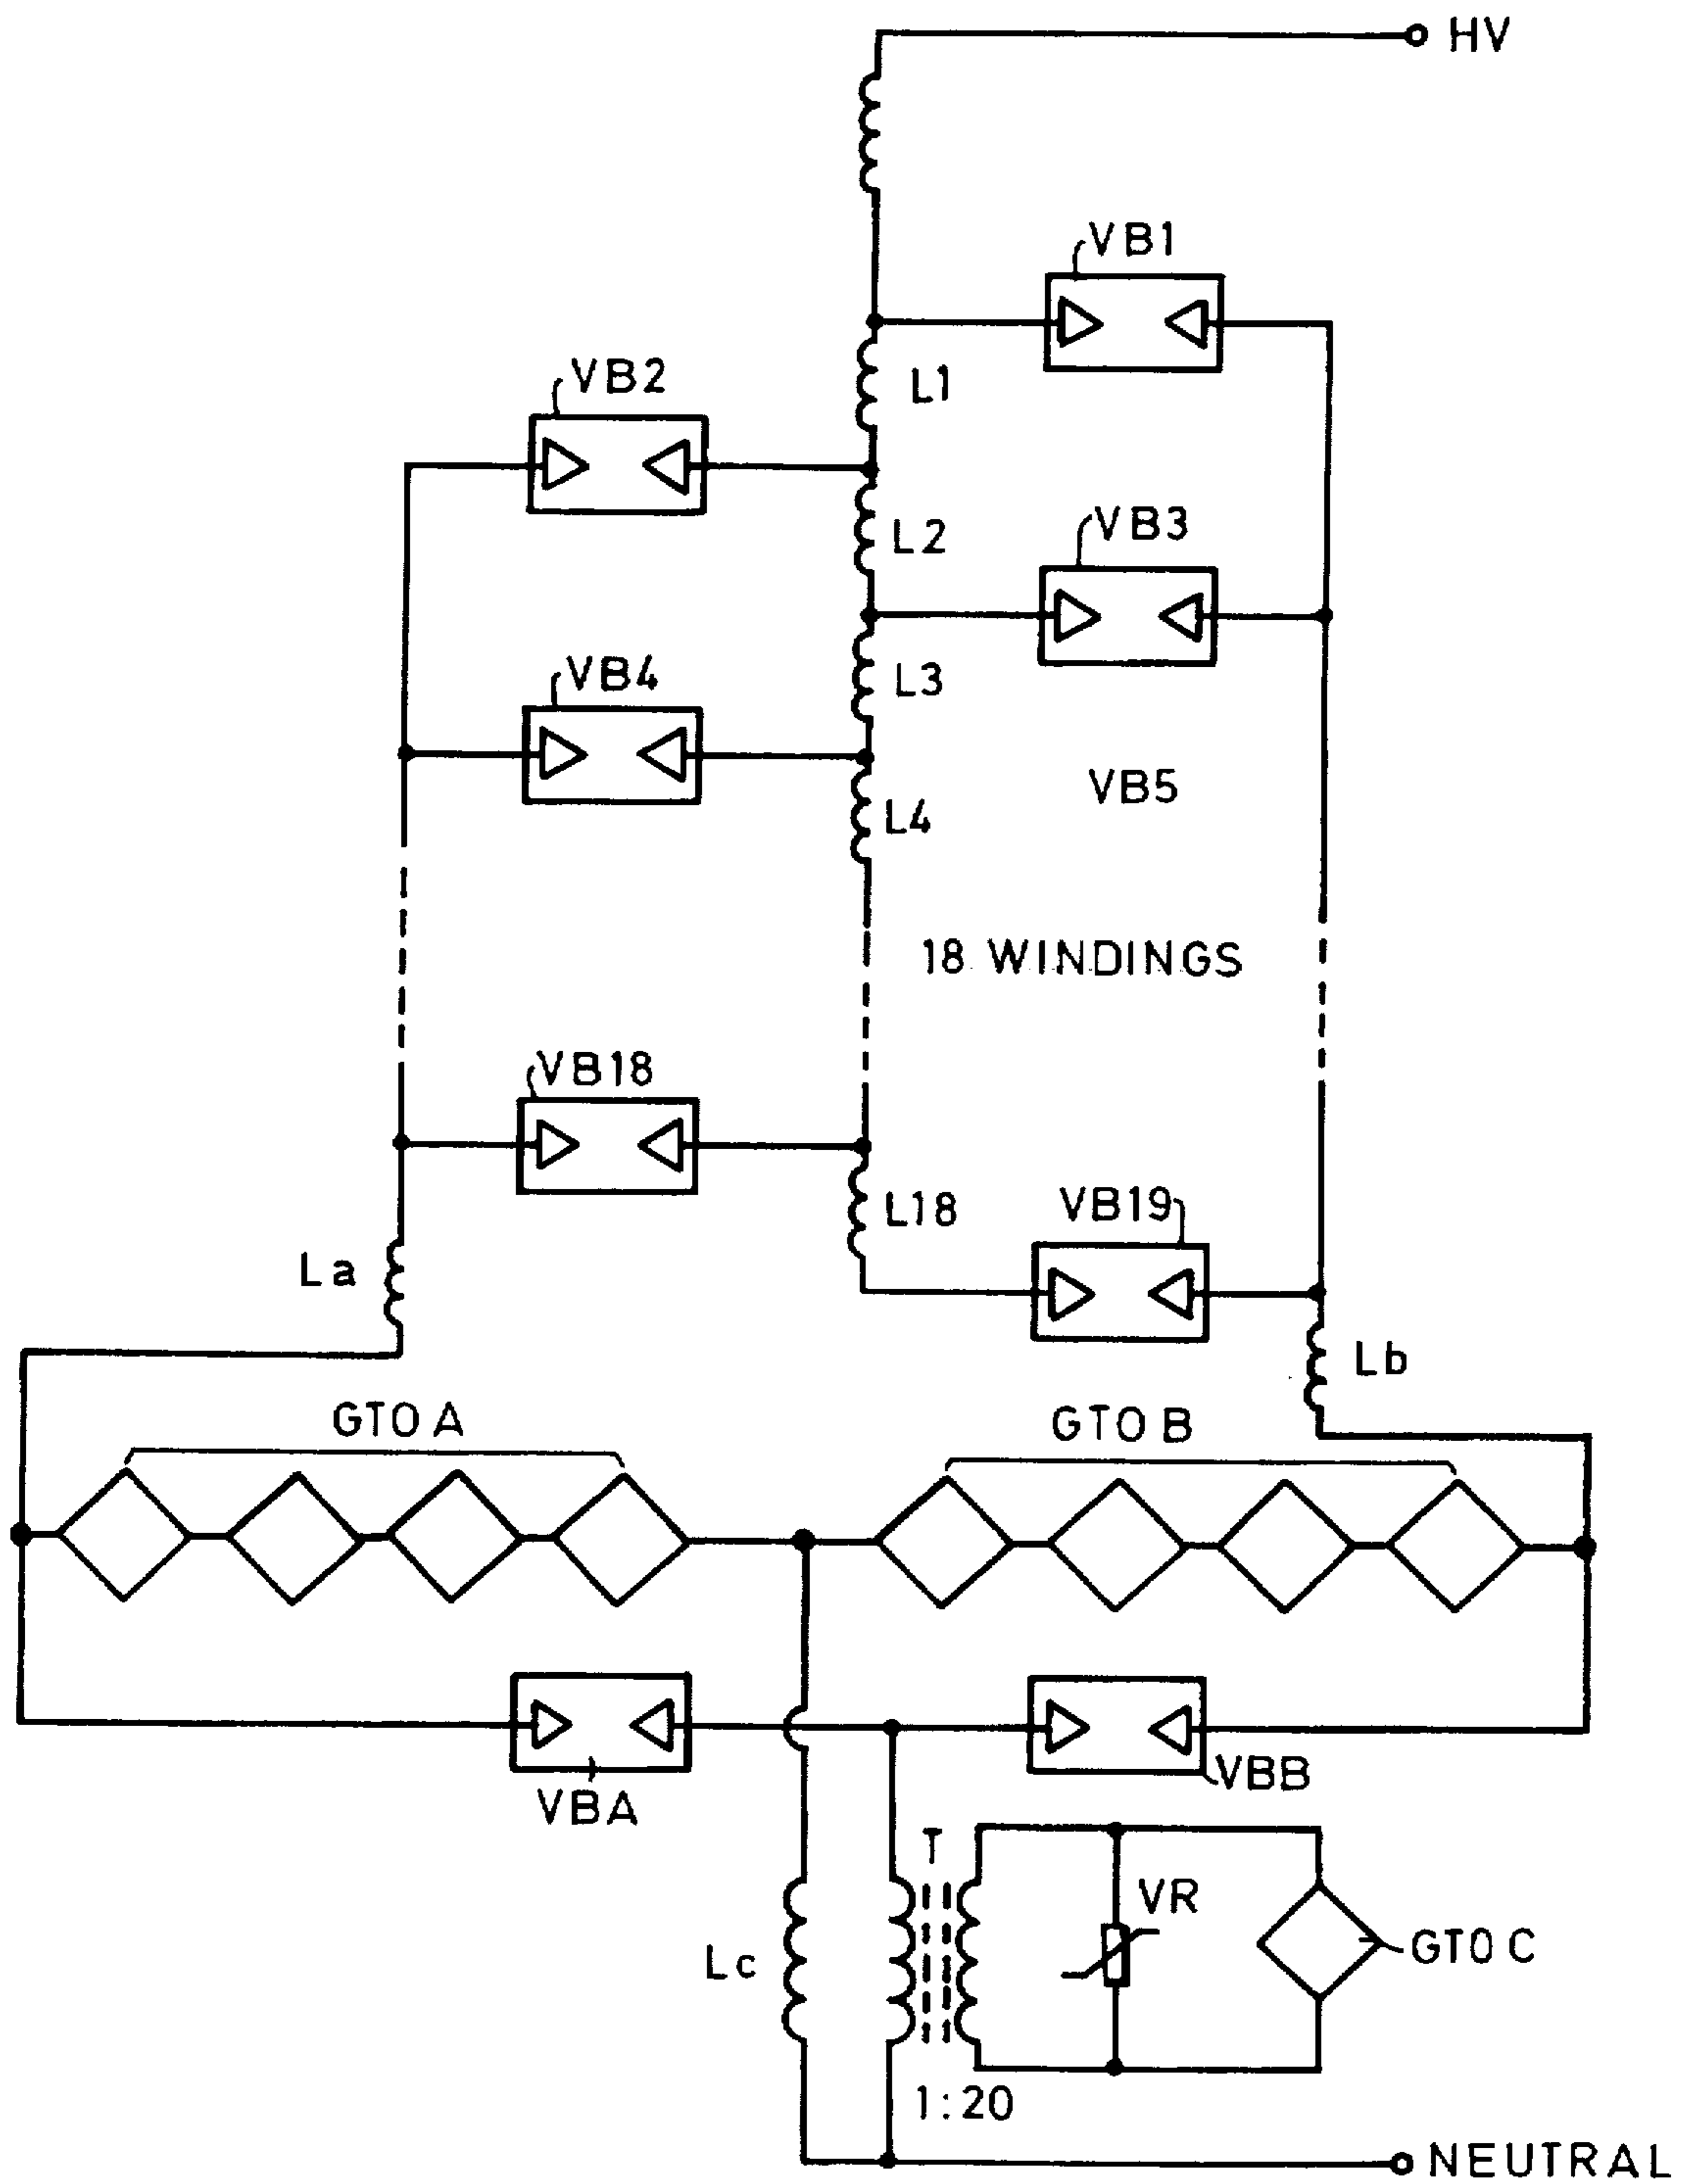 HV
VB1
VB2
L1
VB3
L2
VB4
L3
VB5
L4
18 WINDINGS
VB18
VB19
L18
La
Lb
GTO A
GTO B
VBA
VBB
T
VR
GTO C
Lc
1:20
NEUTRAL